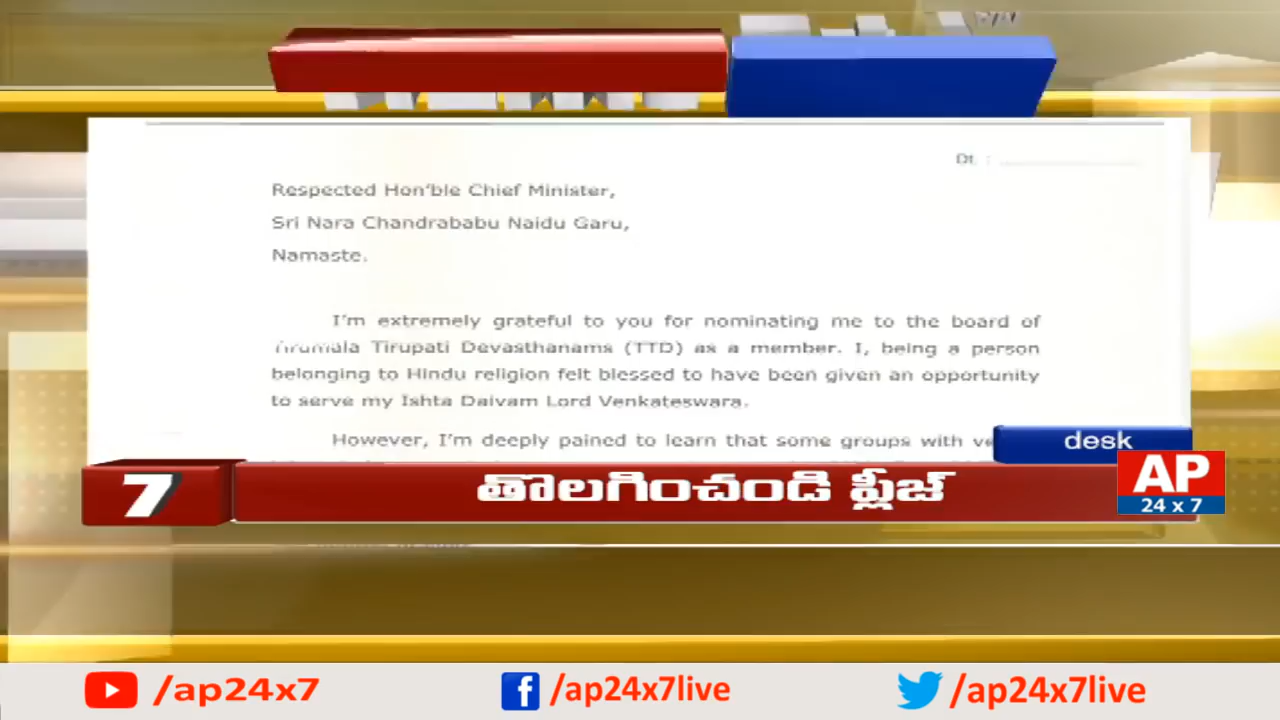 Dt. :
Respected Hon'ble Chief Minister,
Sri Nara Chandrababu Naidu Garu,
Namaste.
I'm extremely grateful to you for nominating me to the board of
Tirumala Tirupati Devasthanams (TTD) as a member. I, being a person
belonging to Hindu religion felt blessed to have been given an opportunity
to serve my Ishta Daivam Lord Venkateswara.
However, I'm deeply pained to learn that some groups with
desk
7 తొలగించండి ప్లీజ్
AP
24 x 7
/ap24x7 /ap24x7live /ap24x7live